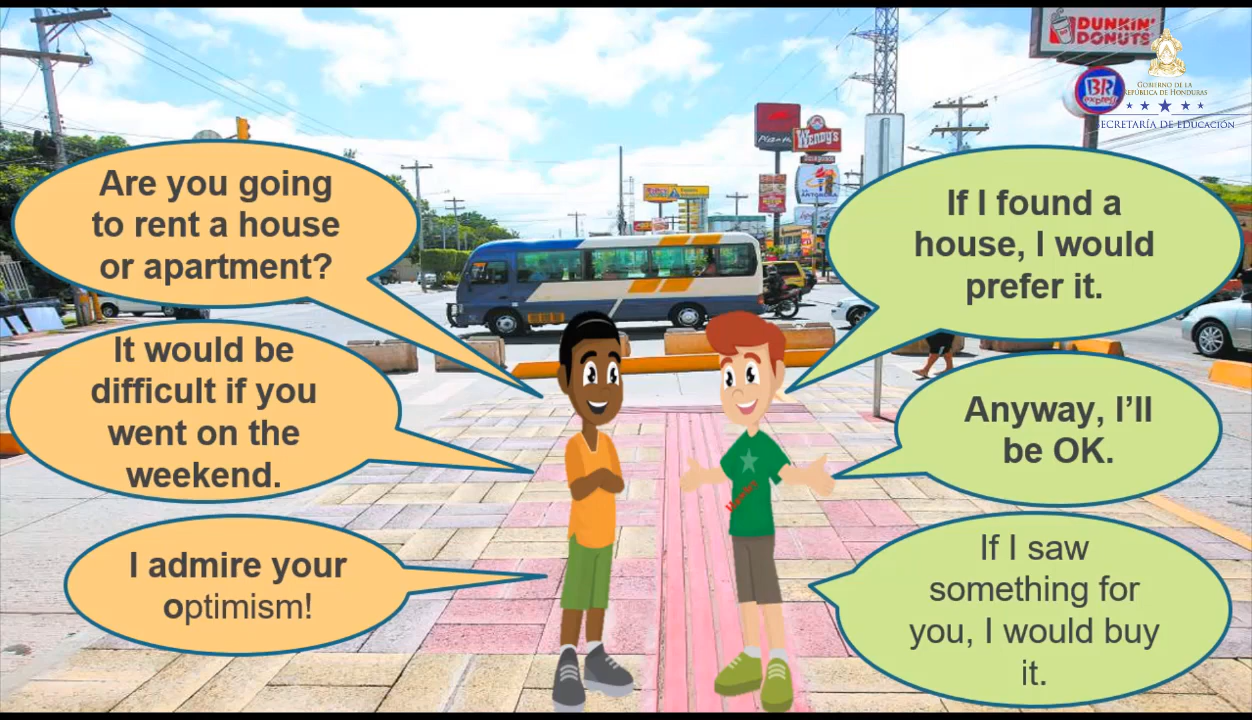 DUNKIN'
DONUTS
GOBIERNO DE LA
REPÚBLICA DE HONDURAS
BR
express
SECRETARÍA DE EDUCACIÓN
WENDY'S
Are you going
to rent a house
or apartment?
If I found a
house, I would
prefer it.
It would be
difficult if you
went on the
weekend.
Anyway, I'll
be OK.
I admire your
optimism!
If I saw
something for
you, I would buy
it.